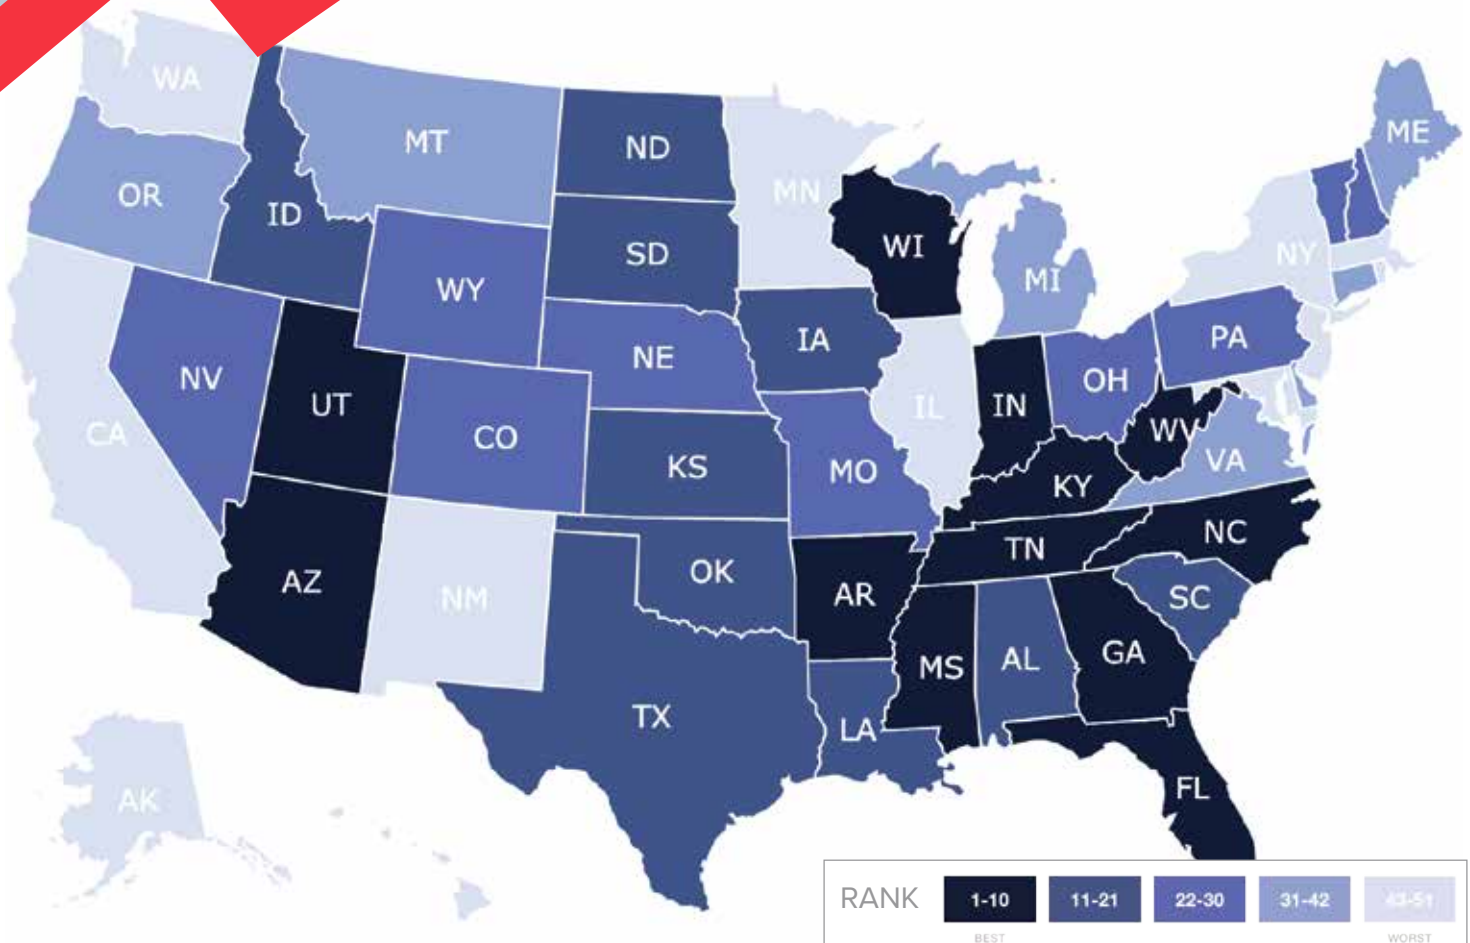 WA
MT
ND
ME
OR
ID
MN
SD
WI
NY
MI
WY
IA
PA
NE
NV
OH
UT
IL
IN
CA
CO
WV
KS
MO
VA
KY
NC
TN
OK
AZ
AR
NM
SC
GA
MS
AL
TX
LA
AK
FL
RANK 1-10 11-21 22-30 31-42 43-51
BEST WORST